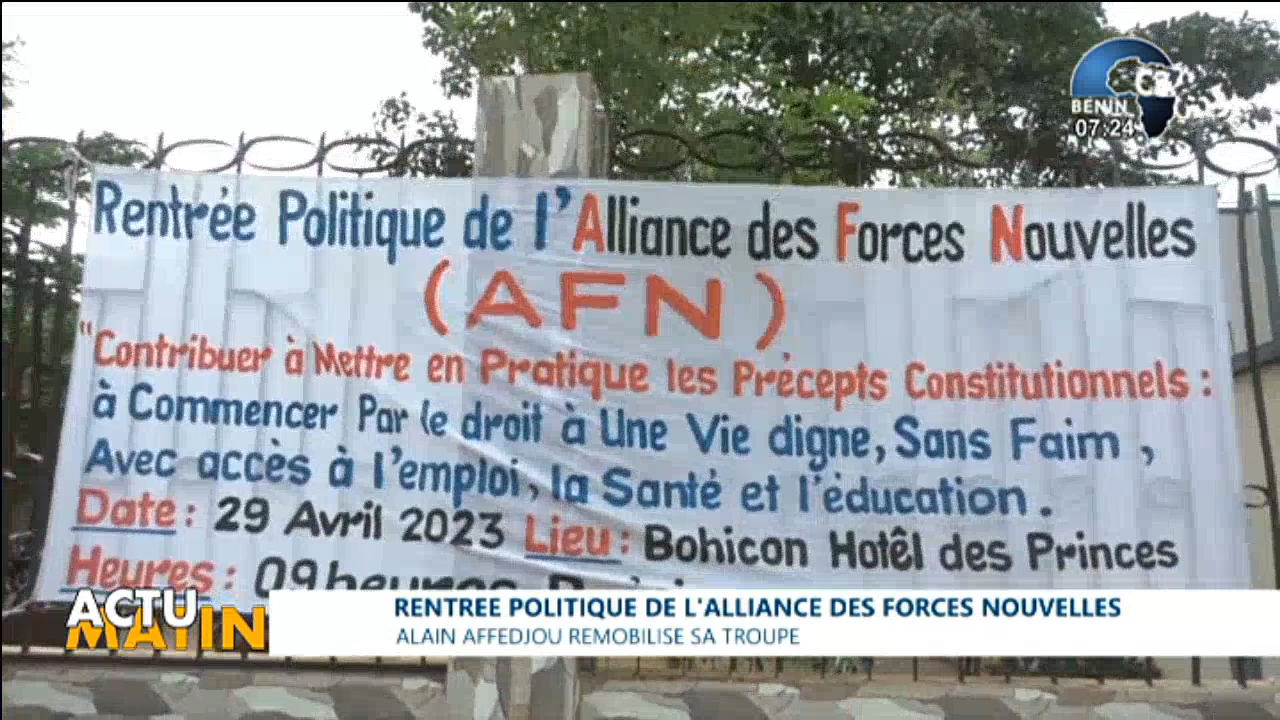 BENIN
07:24
Rentrée Politique de l'Alliance des Forces Nouvelles
(AFN)
"Contribuer à Mettre en Pratique les Précepts Constitutionnels :
à Commencer Par le droit à Une Vie digne, Sans Faim ,
Avec accès à l'emploi, la Santé et l'éducation.
Date : 29 Avril 2023 Lieu : Bohicon Hotêl des Princes
Heures : 09 heures
ACTU
MATIN
RENTREE POLITIQUE DE L'ALLIANCE DES FORCES NOUVELLES
ALAIN AFFEDJOU REMOBILISE SA TROUPE